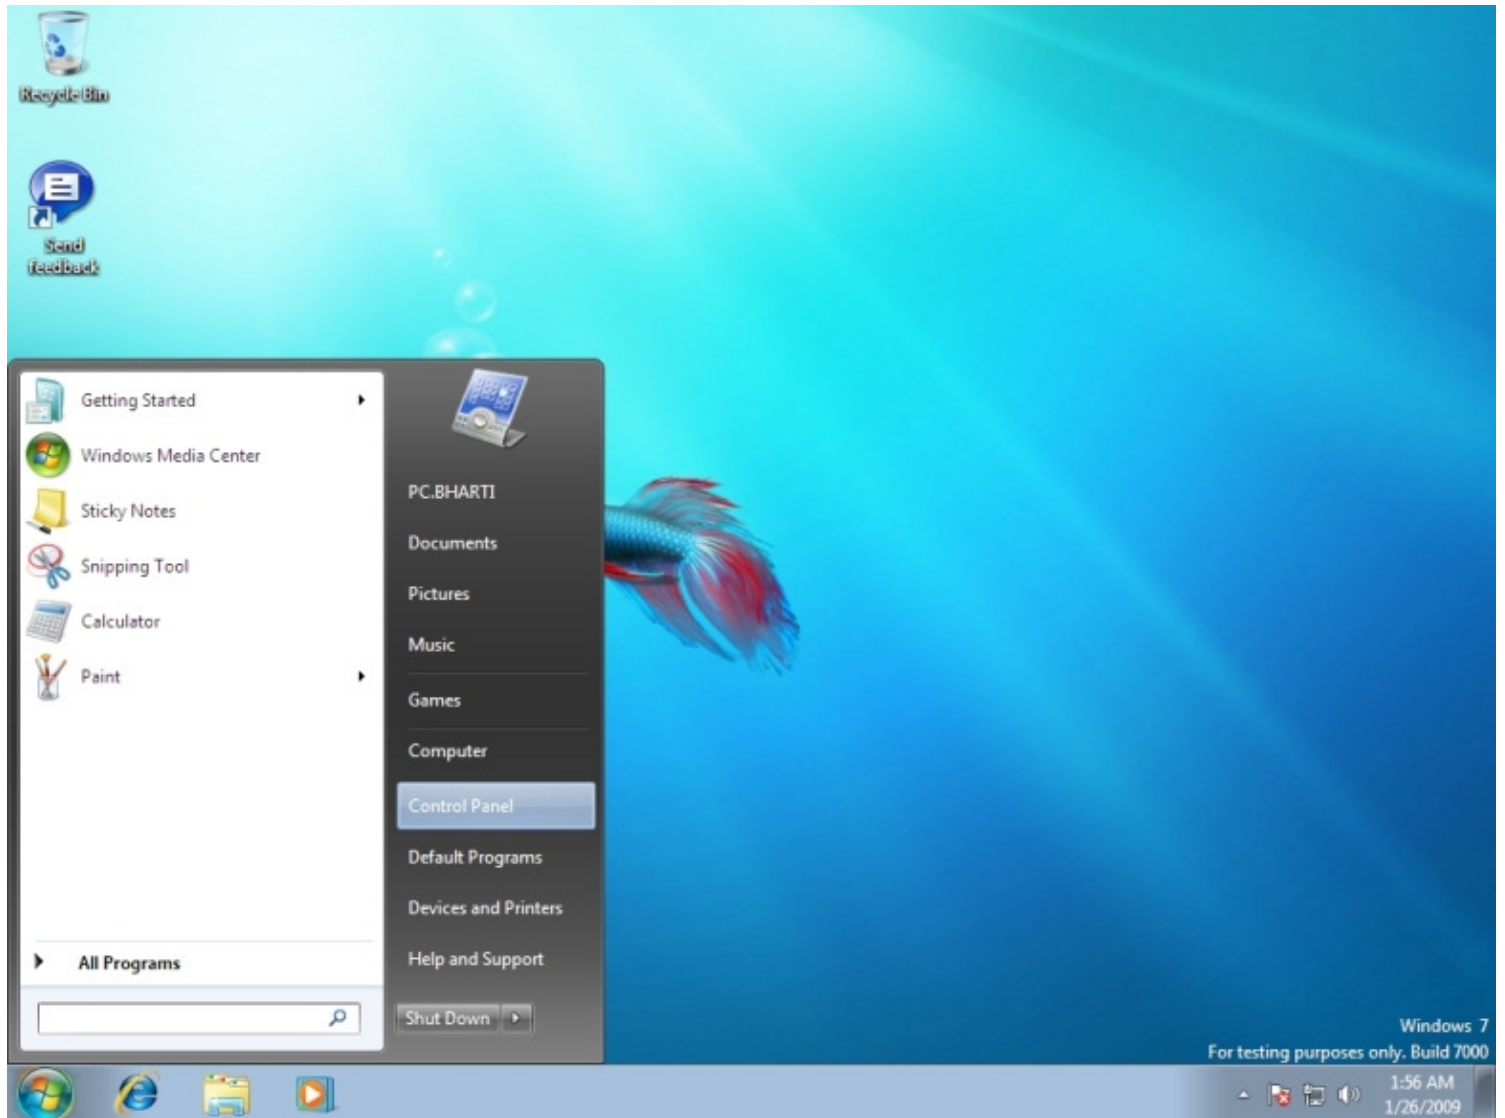 Recycle Bin
Send
feedback
Getting Started
Windows Media Center
Sticky Notes
Snipping Tool
Calculator
Paint
All Programs
PC.BHARTI
Documents
Pictures
Music
Games
Computer
Control Panel
Default Programs
Devices and Printers
Help and Support
Shut Down
Windows 7
For testing purposes only. Build 7000
1:56 AM
1/26/2009